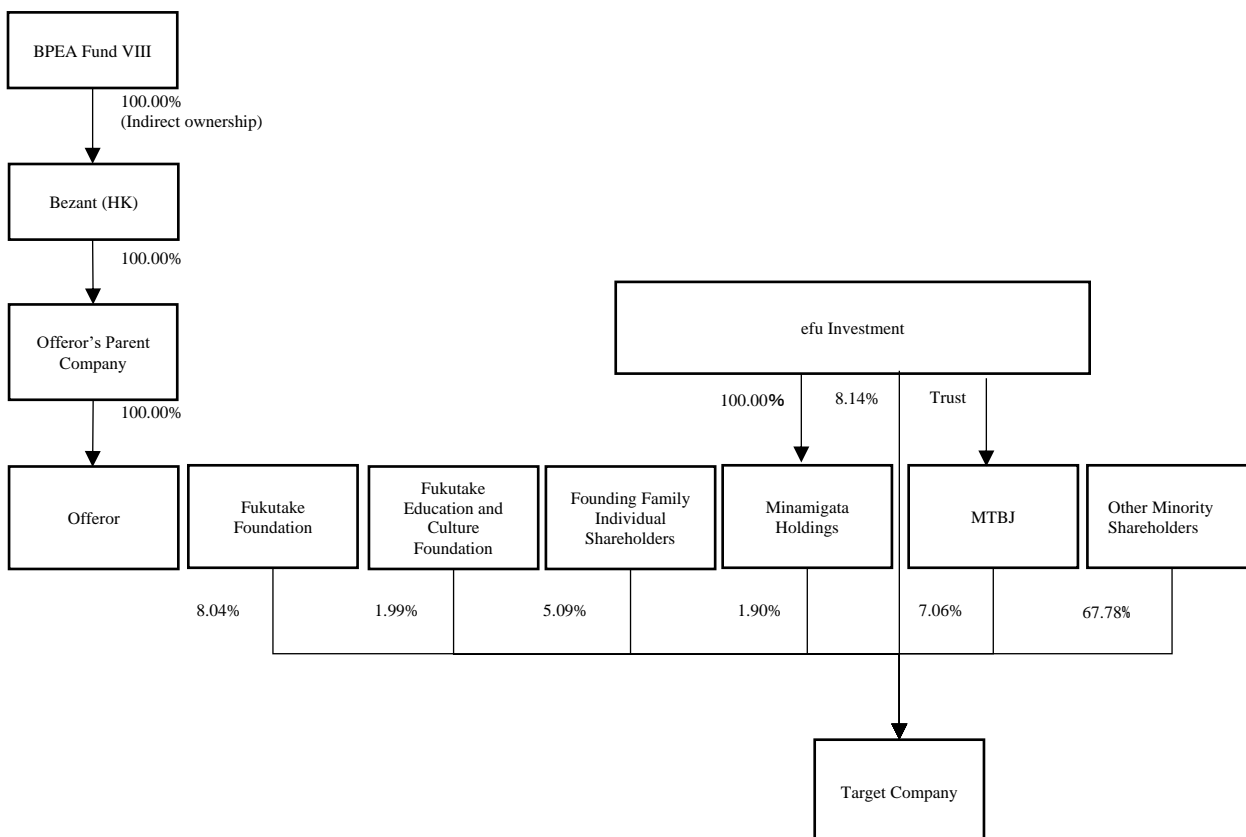 BPEA Fund VIII
100.00%
(Indirect ownership)
Bezant (HK)
100.00%
Offeror’s Parent
Company
100.00%
efu Investment
100.00%
8.14%
Trust
Offeror
Fukutake
Foundation
Fukutake
Education and
Culture
Foundation
Founding Family
Individual
Shareholders
Minamigata
Holdings
MTBJ
Other Minority
Shareholders
8.04%
1.99%
5.09%
1.90%
7.06%
67.78%
Target Company